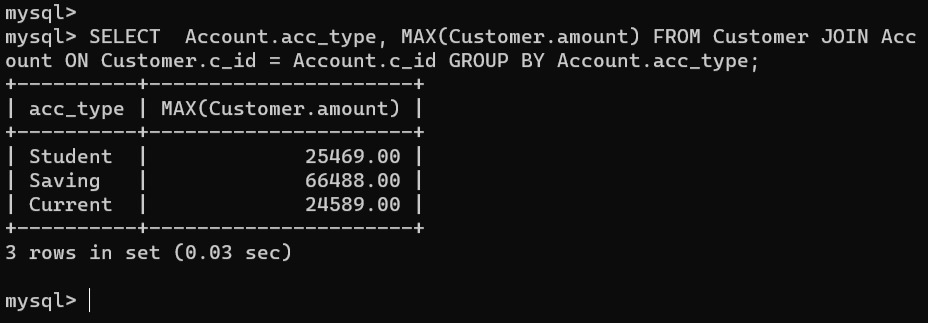 mysql>
mysql> SELECT  Account.acc_type, MAX(Customer.amount) FROM Customer JOIN Acc
ount ON Customer.c_id = Account.c_id GROUP BY Account.acc_type;
+----------+----------------------+
| acc_type | MAX(Customer.amount) |
+----------+----------------------+
| Student  |             25469.00 |
| Saving   |             66488.00 |
| Current  |             24589.00 |
+----------+----------------------+
3 rows in set (0.03 sec)
mysql>